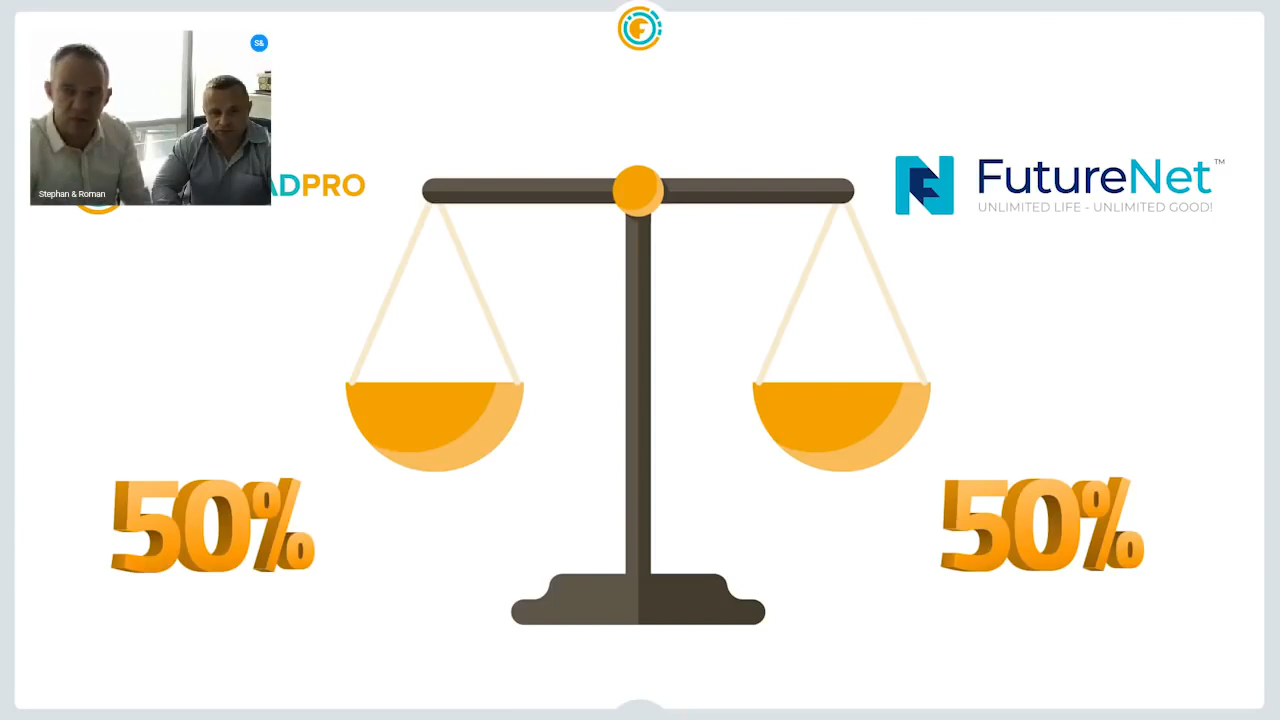 S&
Stephan & Roman
ADPRO
FutureNet™
UNLIMITED LIFE - UNLIMITED GOOD!
50%
50%